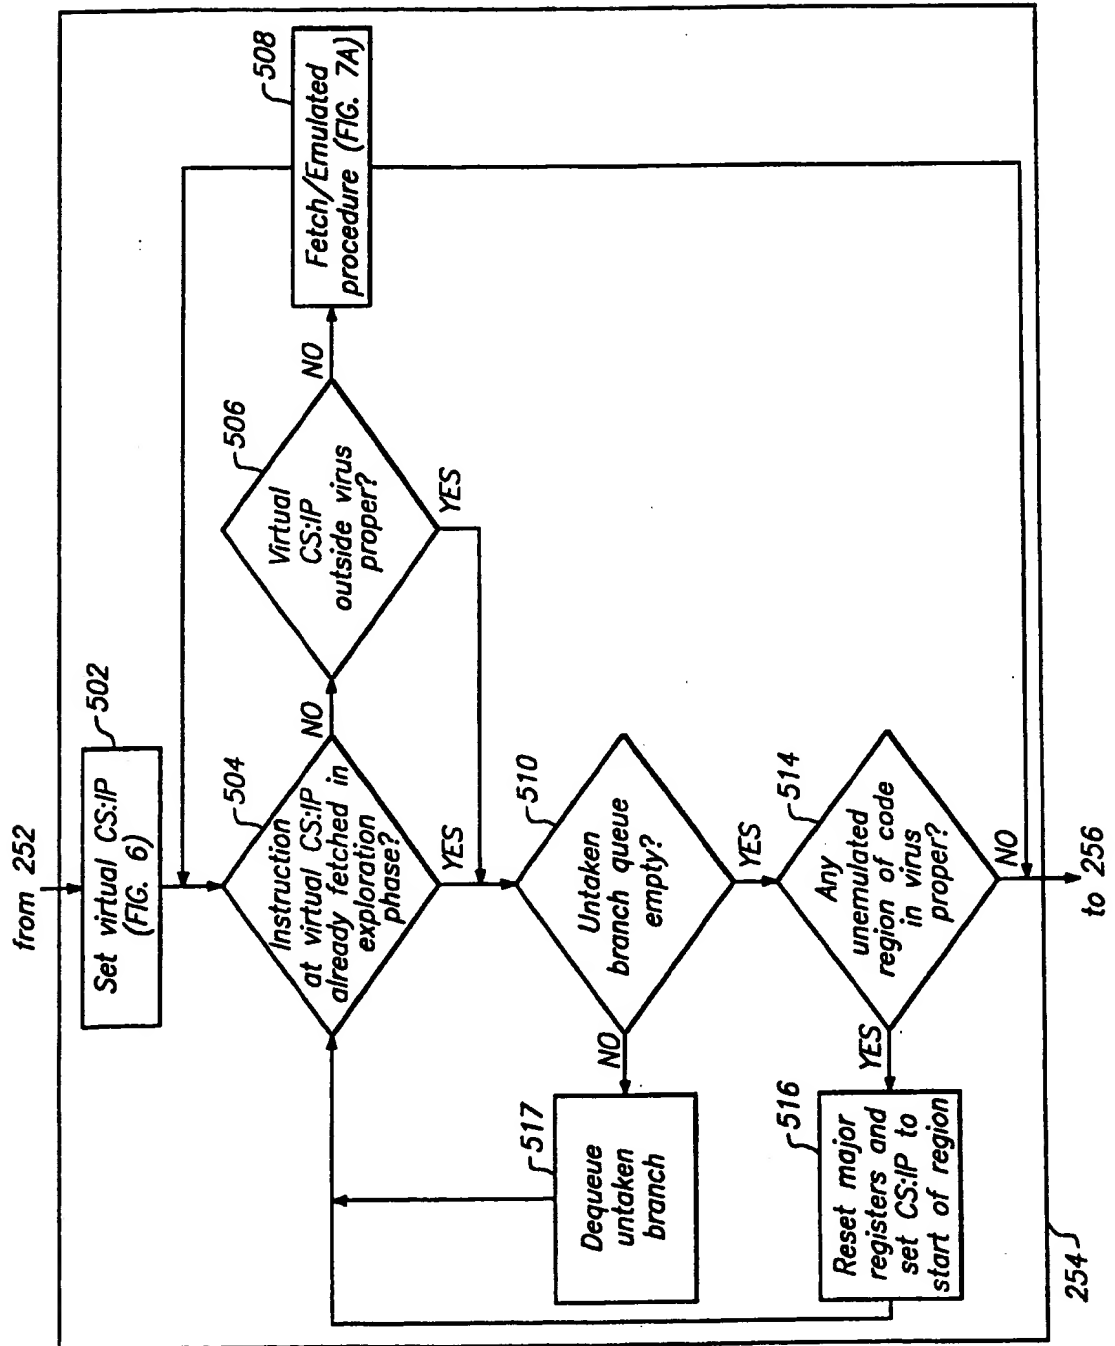 from 252
502
Set virtual CS:IP
(FIG. 6)
504
Instruction
at virtual CS:IP
already fetched in
exploration
phase?
NO
YES
506
Virtual
CS:IP
outside virus
proper?
NO
YES
508
Fetch/Emulated
procedure (FIG. 7A)
510
Untaken
branch queue
empty?
NO
YES
517
Dequeue
untaken
branch
514
Any
unemulated
region of code
in virus
proper?
YES
NO
516
Reset major
registers and
set CS:IP to
start of region
254
to 256